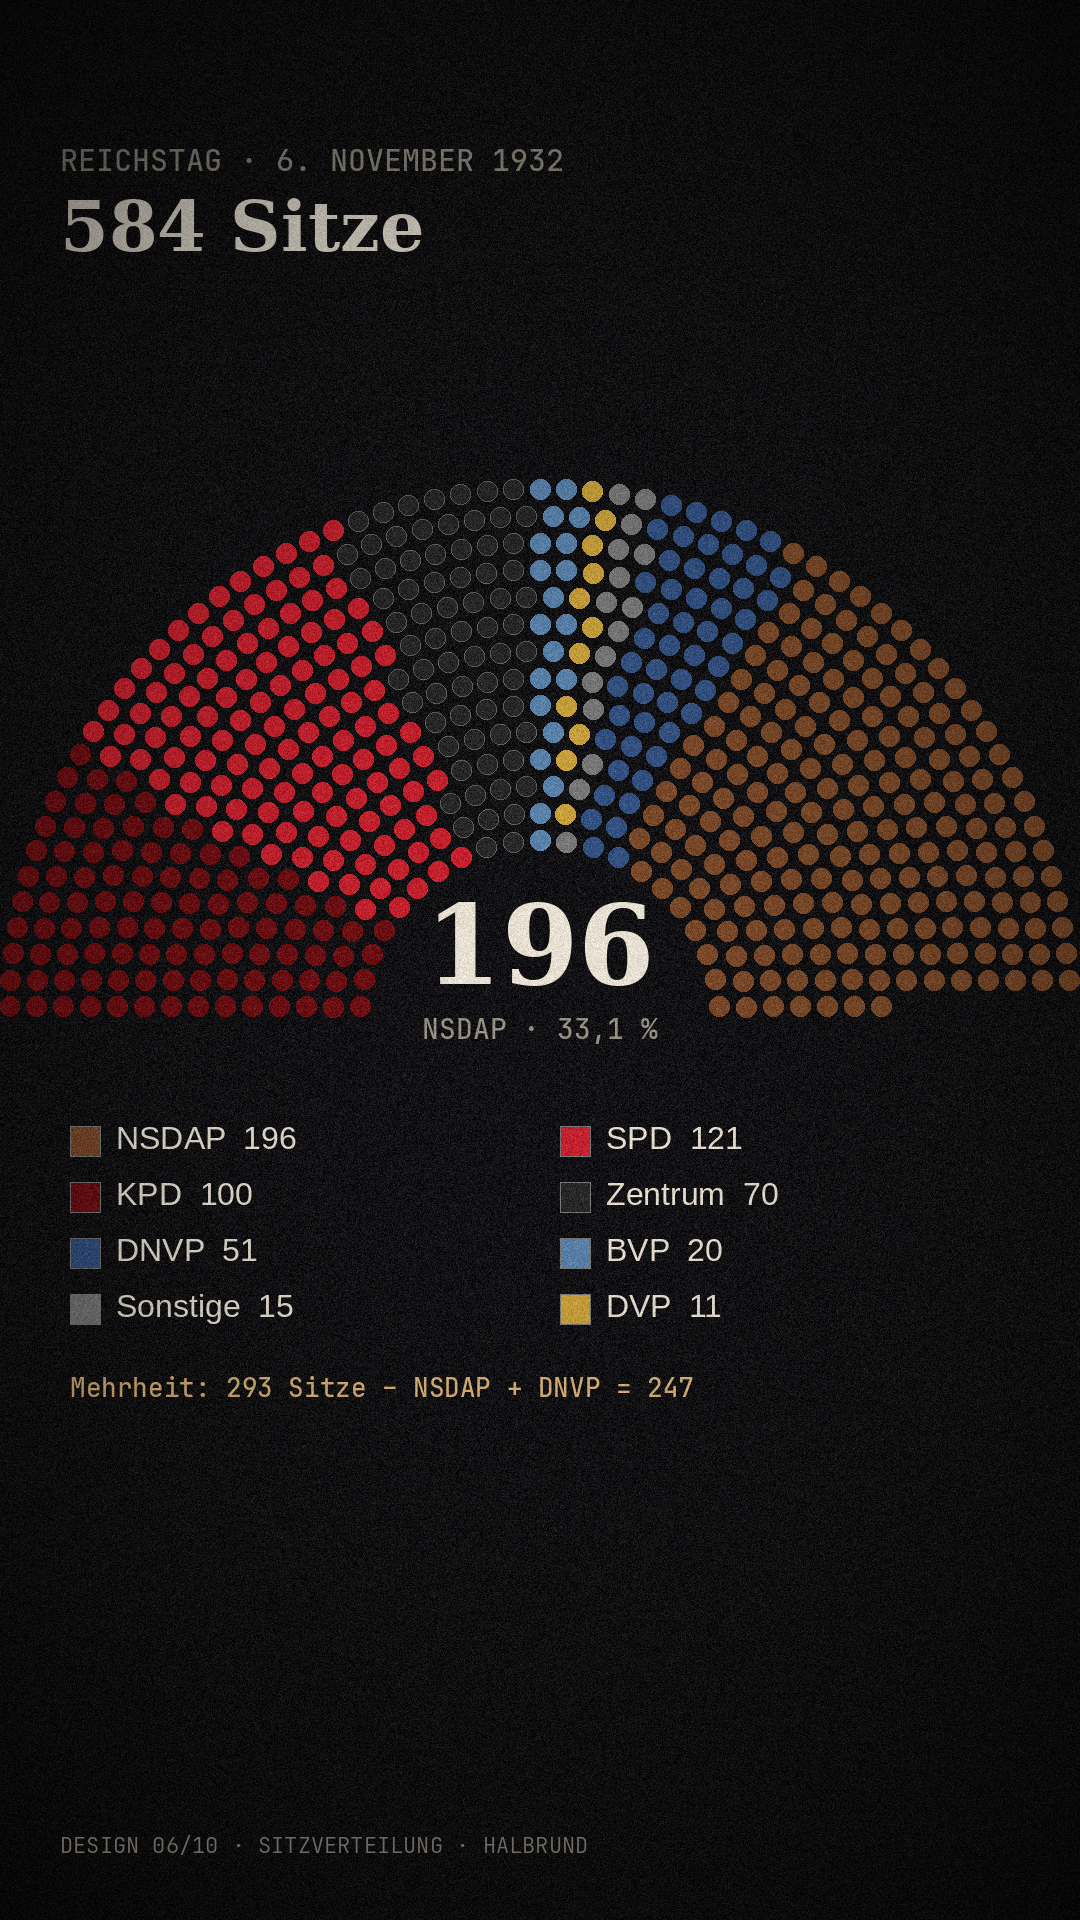 REICHSTAG · 6. NOVEMBER 1932
584 Sitze
196
NSDAP · 33,1 %
NSDAP 196
SPD 121
KPD 100
Zentrum 70
DNVP 51
BVP 20
Sonstige 15
DVP 11
Mehrheit: 293 Sitze – NSDAP + DNVP = 247
DESIGN 06/10 · SITZVERTEILUNG · HALBRUND